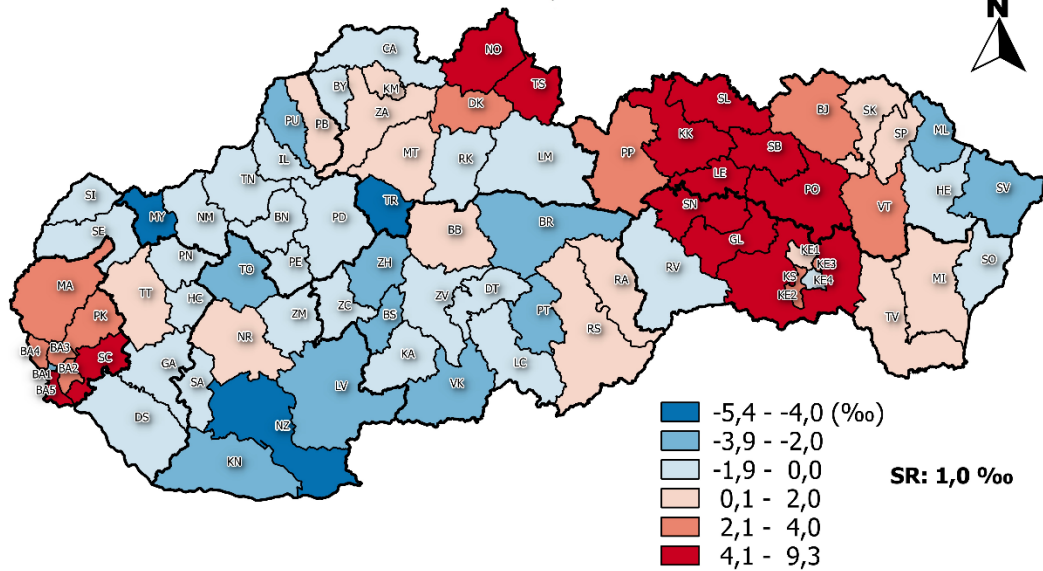 N
CA
NO
BY
KM
TS
PU
PB
ZA
DK
SL
BJ
SK
SP
ML
KK
IL
MT
RK
LM
PP
SB
TN
LE
PO
HE
SV
SI
MY
NM
BN
PD
TR
SN
VT
SE
BB
BR
GL
PN
TO
PE
ZH
KE1
KE3
RV
SO
MA
TT
HC
ZM
ZC
ZV
DT
RA
KS
KE4
MI
KE2
PK
NR
BS
PT
RS
TV
BA4
BA3
SC
GA
KA
LC
BA1
BA2
BA5
SA
LV
VK
DS
NZ
KN
-5,4 - -4,0 (‰)
-3,9 - -2,0
-1,9 - 0,0
SR: 1,0 ‰
0,1 - 2,0
2,1 - 4,0
4,1 - 9,3